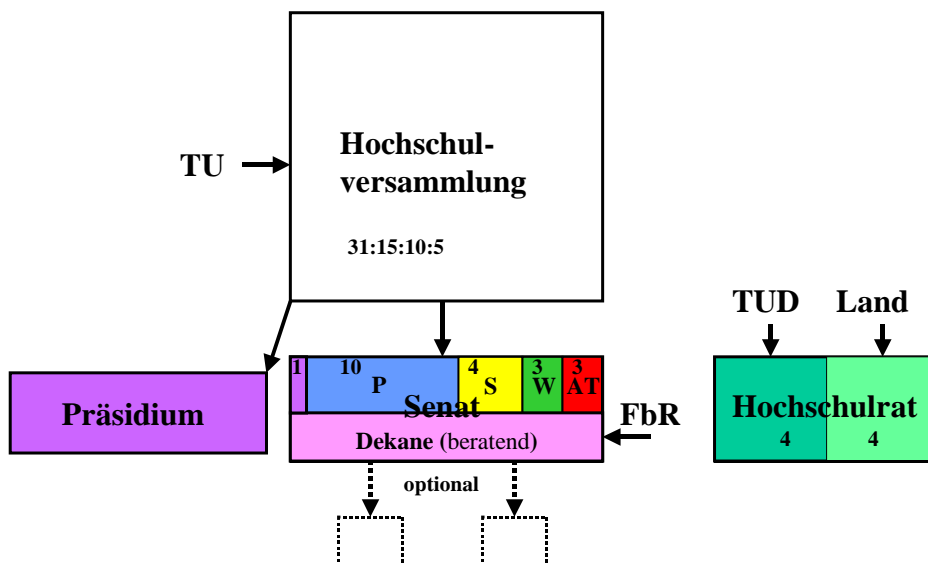 Hochschul-
versammlung
TU
31:15:10:5
TUD Land
1 10 P 4 S 3 W 3 AT
Präsidium
Senat
FbR
Hochschulrat
Dekane (beratend)
4 4
optional